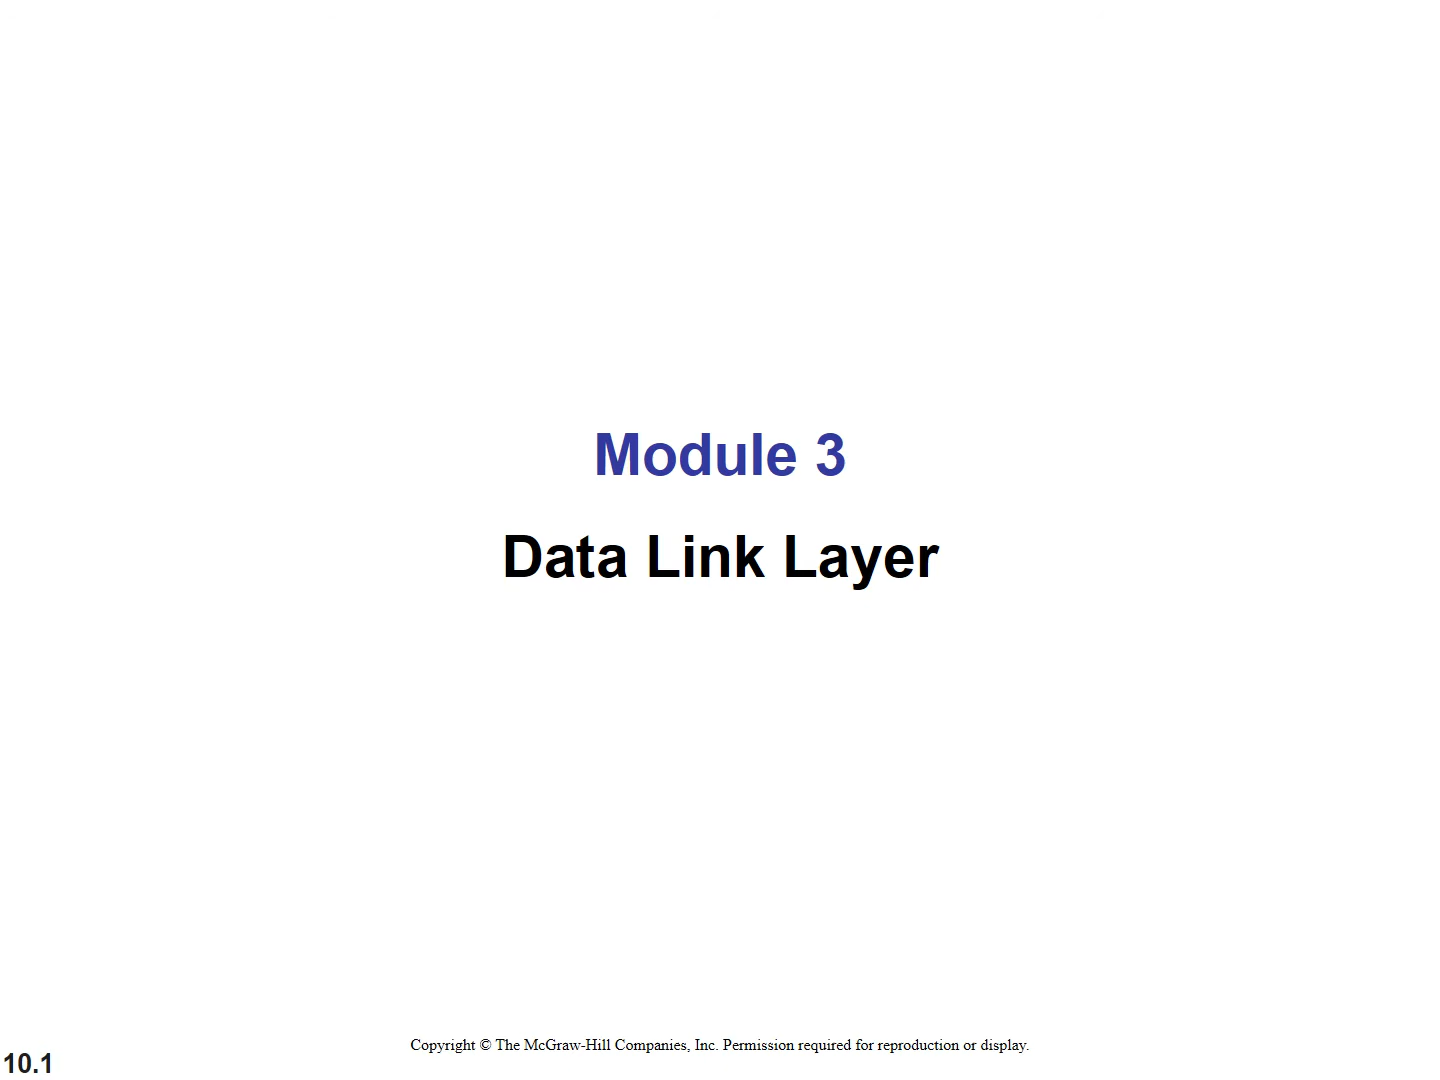 Module 3
Data Link Layer
Copyright © The McGraw-Hill Companies, Inc. Permission required for reproduction or display.
10.1